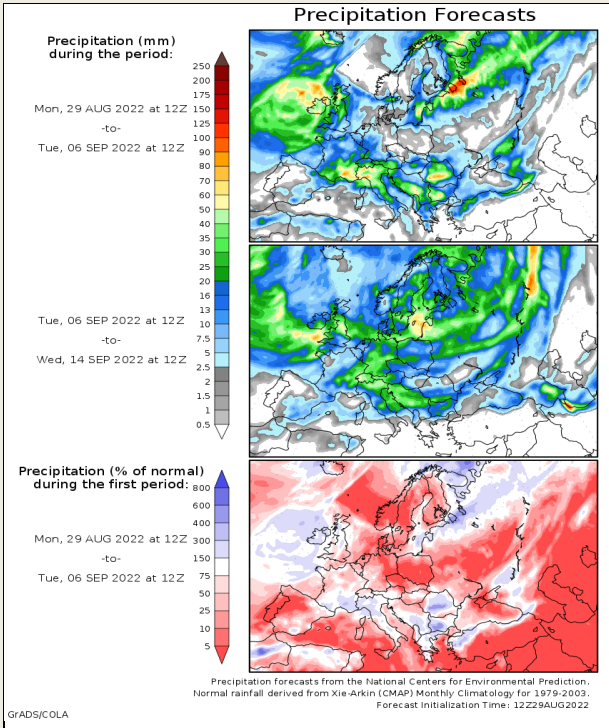 Precipitation Forecasts
Precipitation (mm)
during the period:
Mon, 29 AUG 2022 at 12Z
-to-
Tue, 06 SEP 2022 at 12Z
250
200
175
150
125
100
90
80
70
60
50
40
35
30
25
20
16
13
10
7.5
5
2.5
2
1.5
1
0.5
Tue, 06 SEP 2022 at 12Z
-to-
Wed, 14 SEP 2022 at 12Z
Precipitation (% of normal)
during the first period:
Mon, 29 AUG 2022 at 12Z
-to-
Tue, 06 SEP 2022 at 12Z
800
600
400
300
150
75
50
25
10
5
Precipitation forecasts from the National Centers for Environmental Prediction.
Normal rainfall derived from Xie-Arkin (CMAP) Monthly Climatology for 1979-2003.
Forecast Initialization Time: 12Z29AUG2022
GrADS/COLA